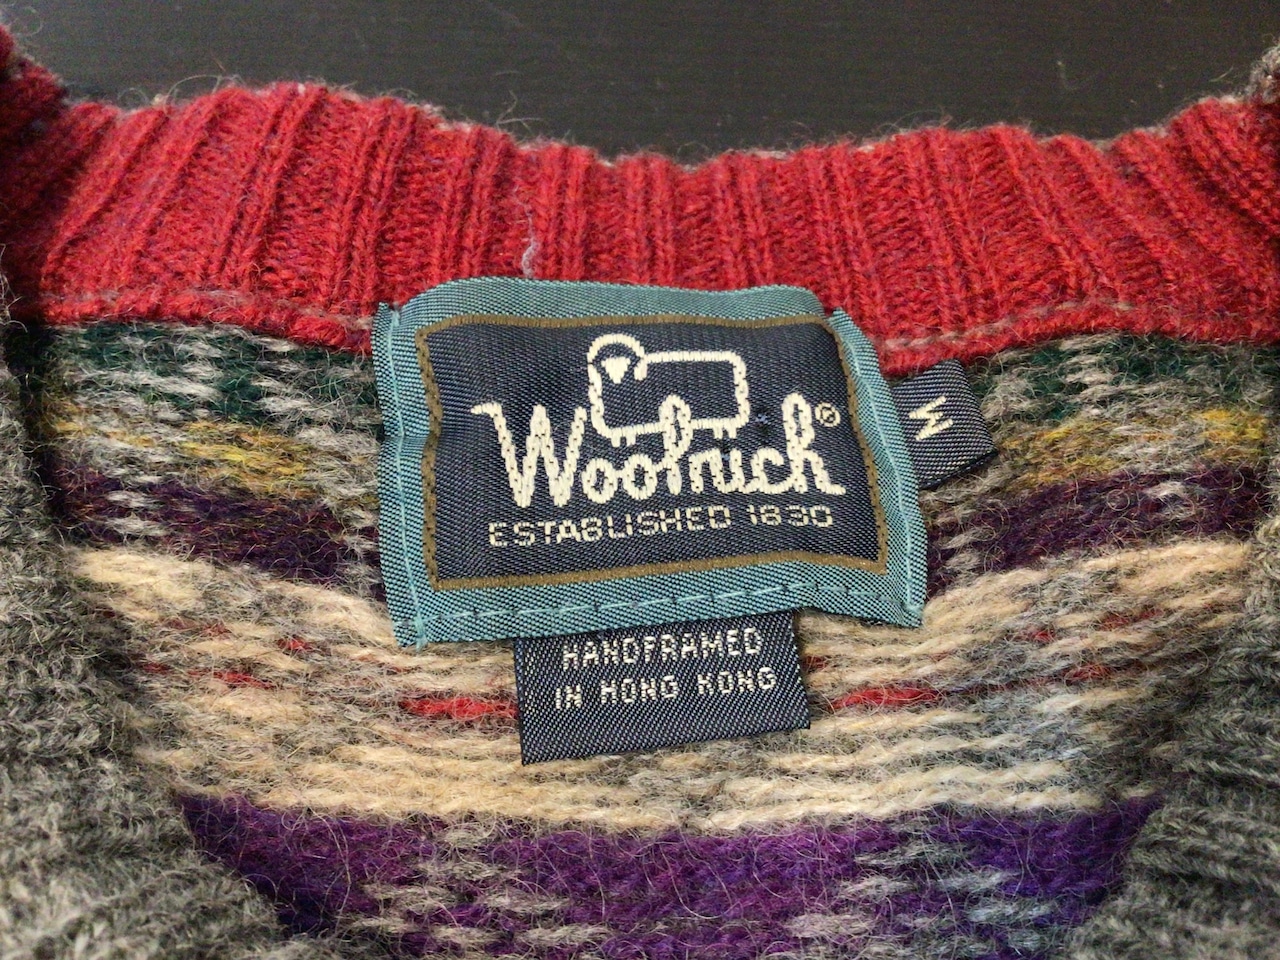 Woolrich®
ESTABLISHED 1830
M
HANDFRAMED
IN HONG KONG